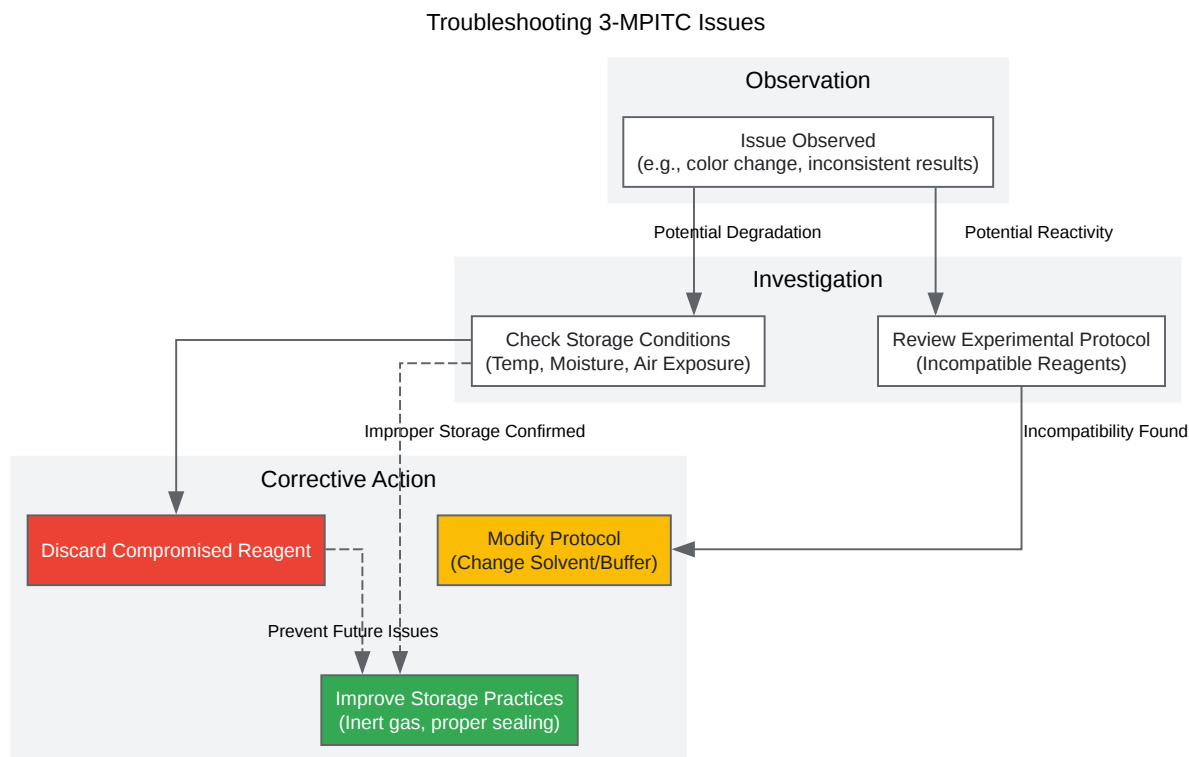 Troubleshooting 3-MPITC Issues
Observation
Issue Observed
(e.g., color change, inconsistent results)
Potential Degradation
Potential Reactivity
Investigation
Check Storage Conditions
(Temp, Moisture, Air Exposure)
Review Experimental Protocol
(Incompatible Reagents)
Improper Storage Confirmed
Incompatibility Found
Corrective Action
Discard Compromised Reagent
Modify Protocol
(Change Solvent/Buffer)
Prevent Future Issues
Improve Storage Practices
(Inert gas, proper sealing)